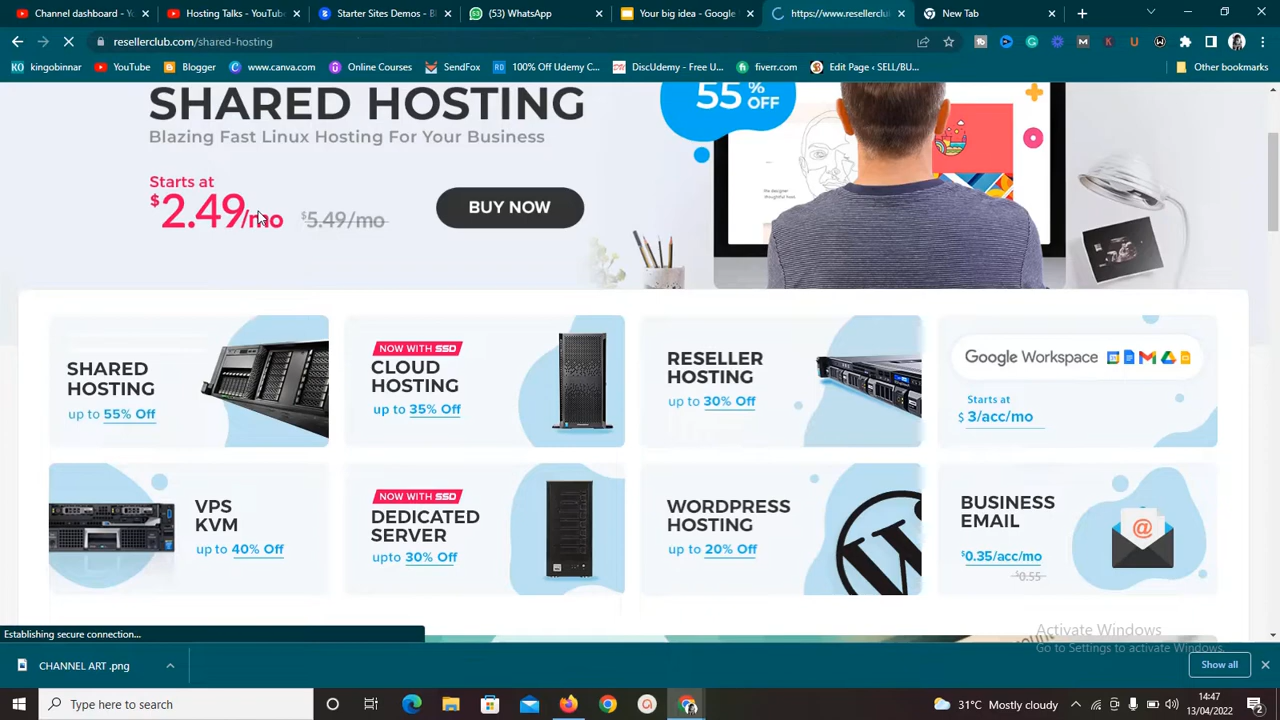 Channel dashboard - Yo
Hosting Talks - YouTube
Starter Sites Demos - Bl
(53) WhatsApp
Your big idea - Google
https://www.resellerclu
New Tab
resellerclub.com/shared-hosting
kingobinnar
YouTube
Blogger
www.canva.com
Online Courses
SendFox
100% Off Udemy C...
DiscUdemy - Free U...
fiverr.com
Edit Page ‹ SELL/BU...
Other bookmarks
SHARED HOSTING
55 % OFF
Blazing Fast Linux Hosting For Your Business
Starts at
$2.49/mo
$5.49/mo
BUY NOW
SHARED
HOSTING
up to 55% Off
NOW WITH SSD
CLOUD
HOSTING
up to 35% Off
RESELLER
HOSTING
up to 30% Off
Google Workspace
Starts at
$ 3/acc/mo
VPS
KVM
up to 40% Off
NOW WITH SSD
DEDICATED
SERVER
upto 30% Off
WORDPRESS
HOSTING
up to 20% Off
BUSINESS
EMAIL
$0.35/acc/mo
$0.55
Establishing secure connection...
Activate Windows
Go to Settings to activate Windows.
CHANNEL ART .png
Show all
Type here to search
31°C Mostly cloudy
14:47
13/04/2022
2